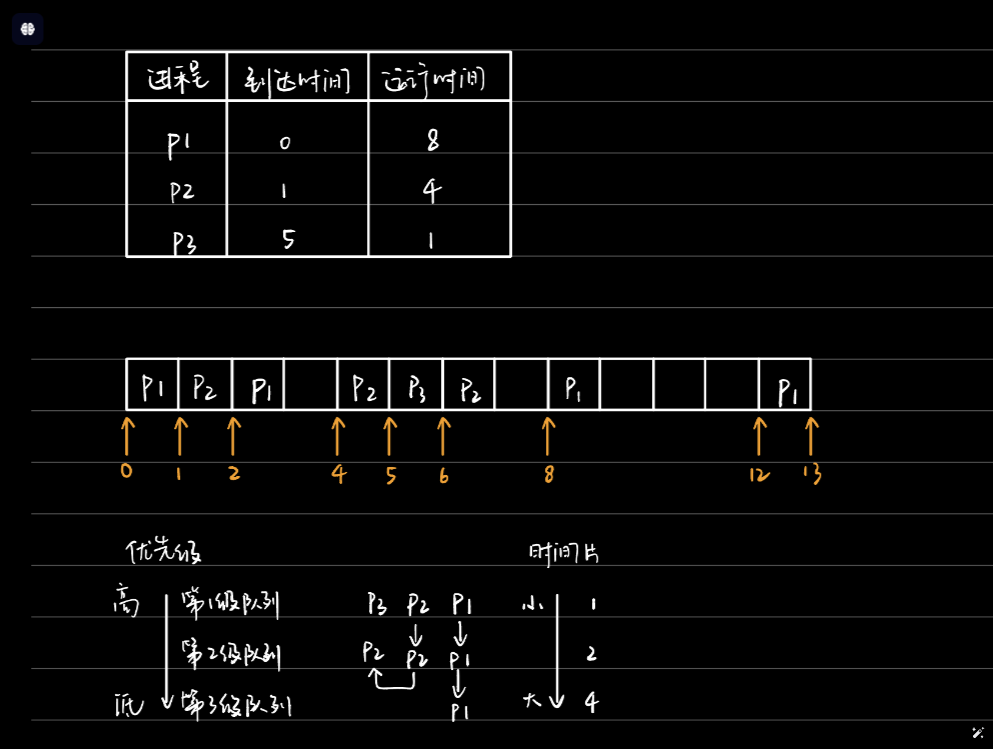 进程 到达时间 运行时间
P1 0 8
P2 1 4
P3 5 1
P1 P2 P1 P2 P3 P2 P1 P1
0 1 2 4 5 6 8 12 13
优先级 时间片
高 第1级队列 P3 P2 P1 小 1
第2级队列 P2 P2 P1 2
低 第3级队列 P1 大 4